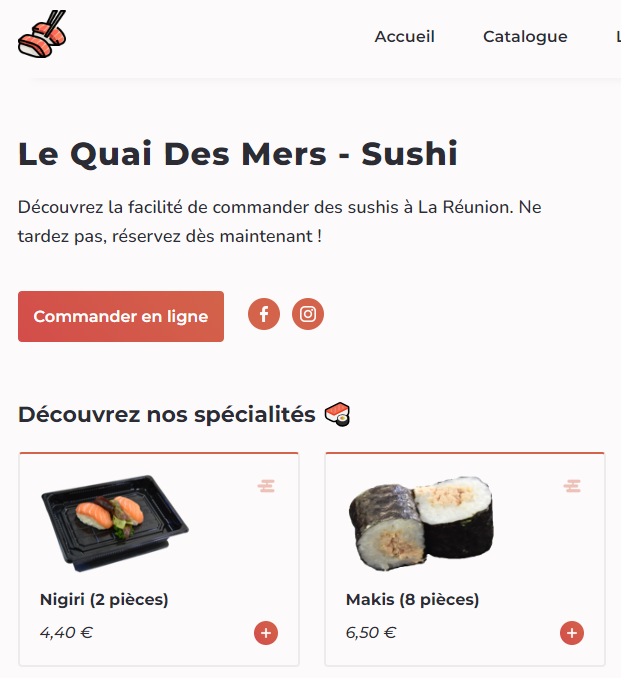 Accueil Catalogue
Le Quai Des Mers - Sushi
Découvrez la facilité de commander des sushis à La Réunion. Ne
tardez pas, réservez dès maintenant !
Commander en ligne
Découvrez nos spécialités
Nigiri (2 pièces)
4,40 €
Makis (8 pièces)
6,50 €